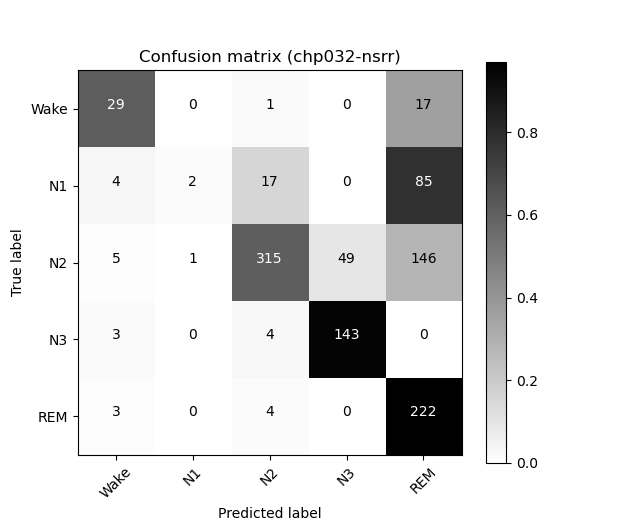 Confusion matrix (chp032-nsrr)
True label
Wake 29 0 1 0 17
N1 4 2 17 0 85
N2 5 1 315 49 146
N3 3 0 4 143 0
REM 3 0 4 0 222
Wake N1 N2 N3 REM
Predicted label
0.8
0.6
0.4
0.2
0.0